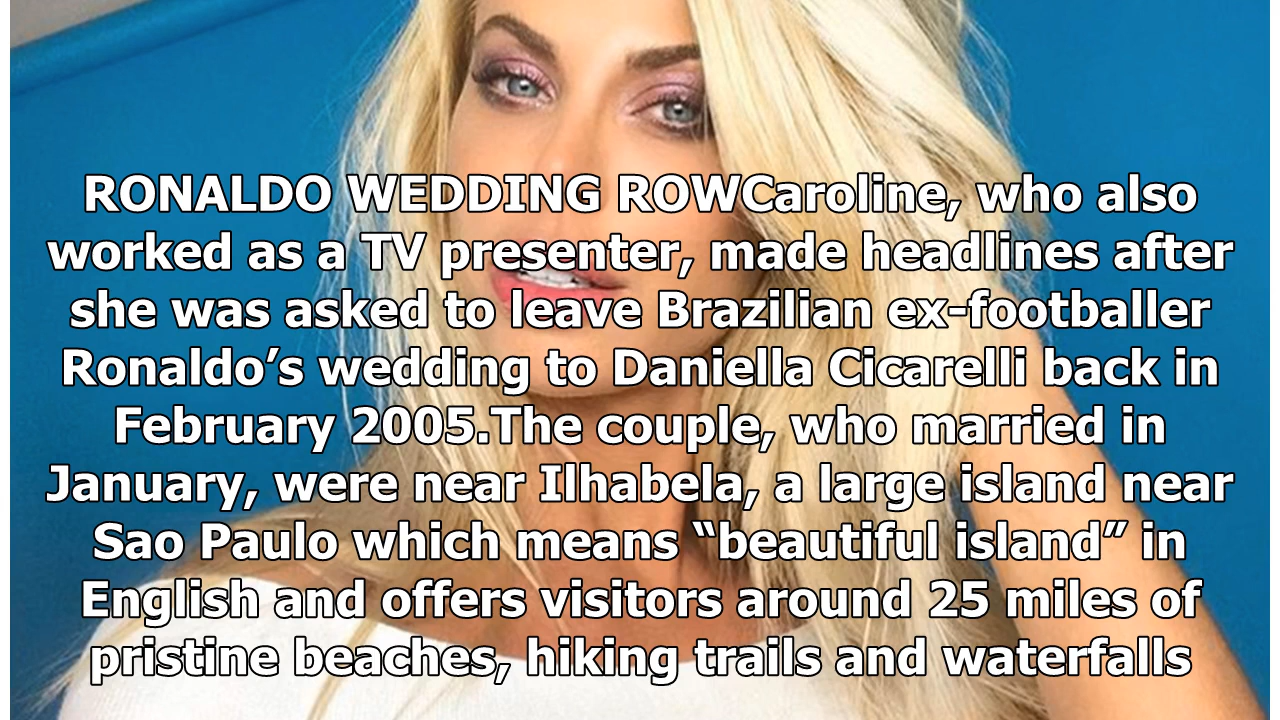 RONALDO WEDDING ROWCaroline, who also
worked as a TV presenter, made headlines after
she was asked to leave Brazilian ex-footballer
Ronaldo’s wedding to Daniella Cicarelli back in
February 2005.The couple, who married in
January, were near Ilhabela, a large island near
Sao Paulo which means “beautiful island” in
English and offers visitors around 25 miles of
pristine beaches, hiking trails and waterfalls